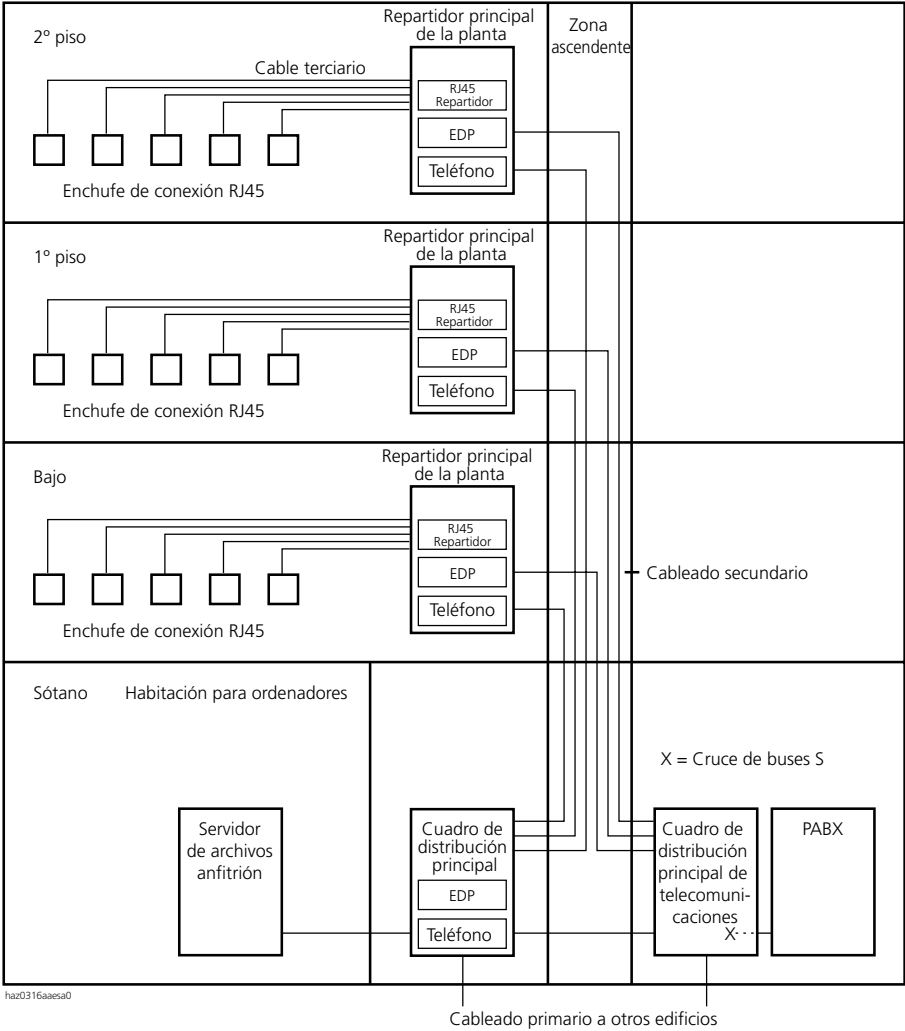 2º piso
Repartidor principal
de la planta
Zona
ascendente
Cable terciario
RJ45
Repartidor
EDP
Teléfono
Enchufe de conexión RJ45
1º piso
Repartidor principal
de la planta
RJ45
Repartidor
EDP
Teléfono
Enchufe de conexión RJ45
Bajo
Repartidor principal
de la planta
RJ45
Repartidor
EDP
Teléfono
Cableado secundario
Enchufe de conexión RJ45
Sótano
Habitación para ordenadores
X = Cruce de buses S
Servidor
de archivos
anfitrión
Cuadro de
distribución
principal
EDP
Teléfono
Cuadro de
distribución
principal de
telecomuni-
caciones
X
PABX
haz0316aaesa0
Cableado primario a otros edificios